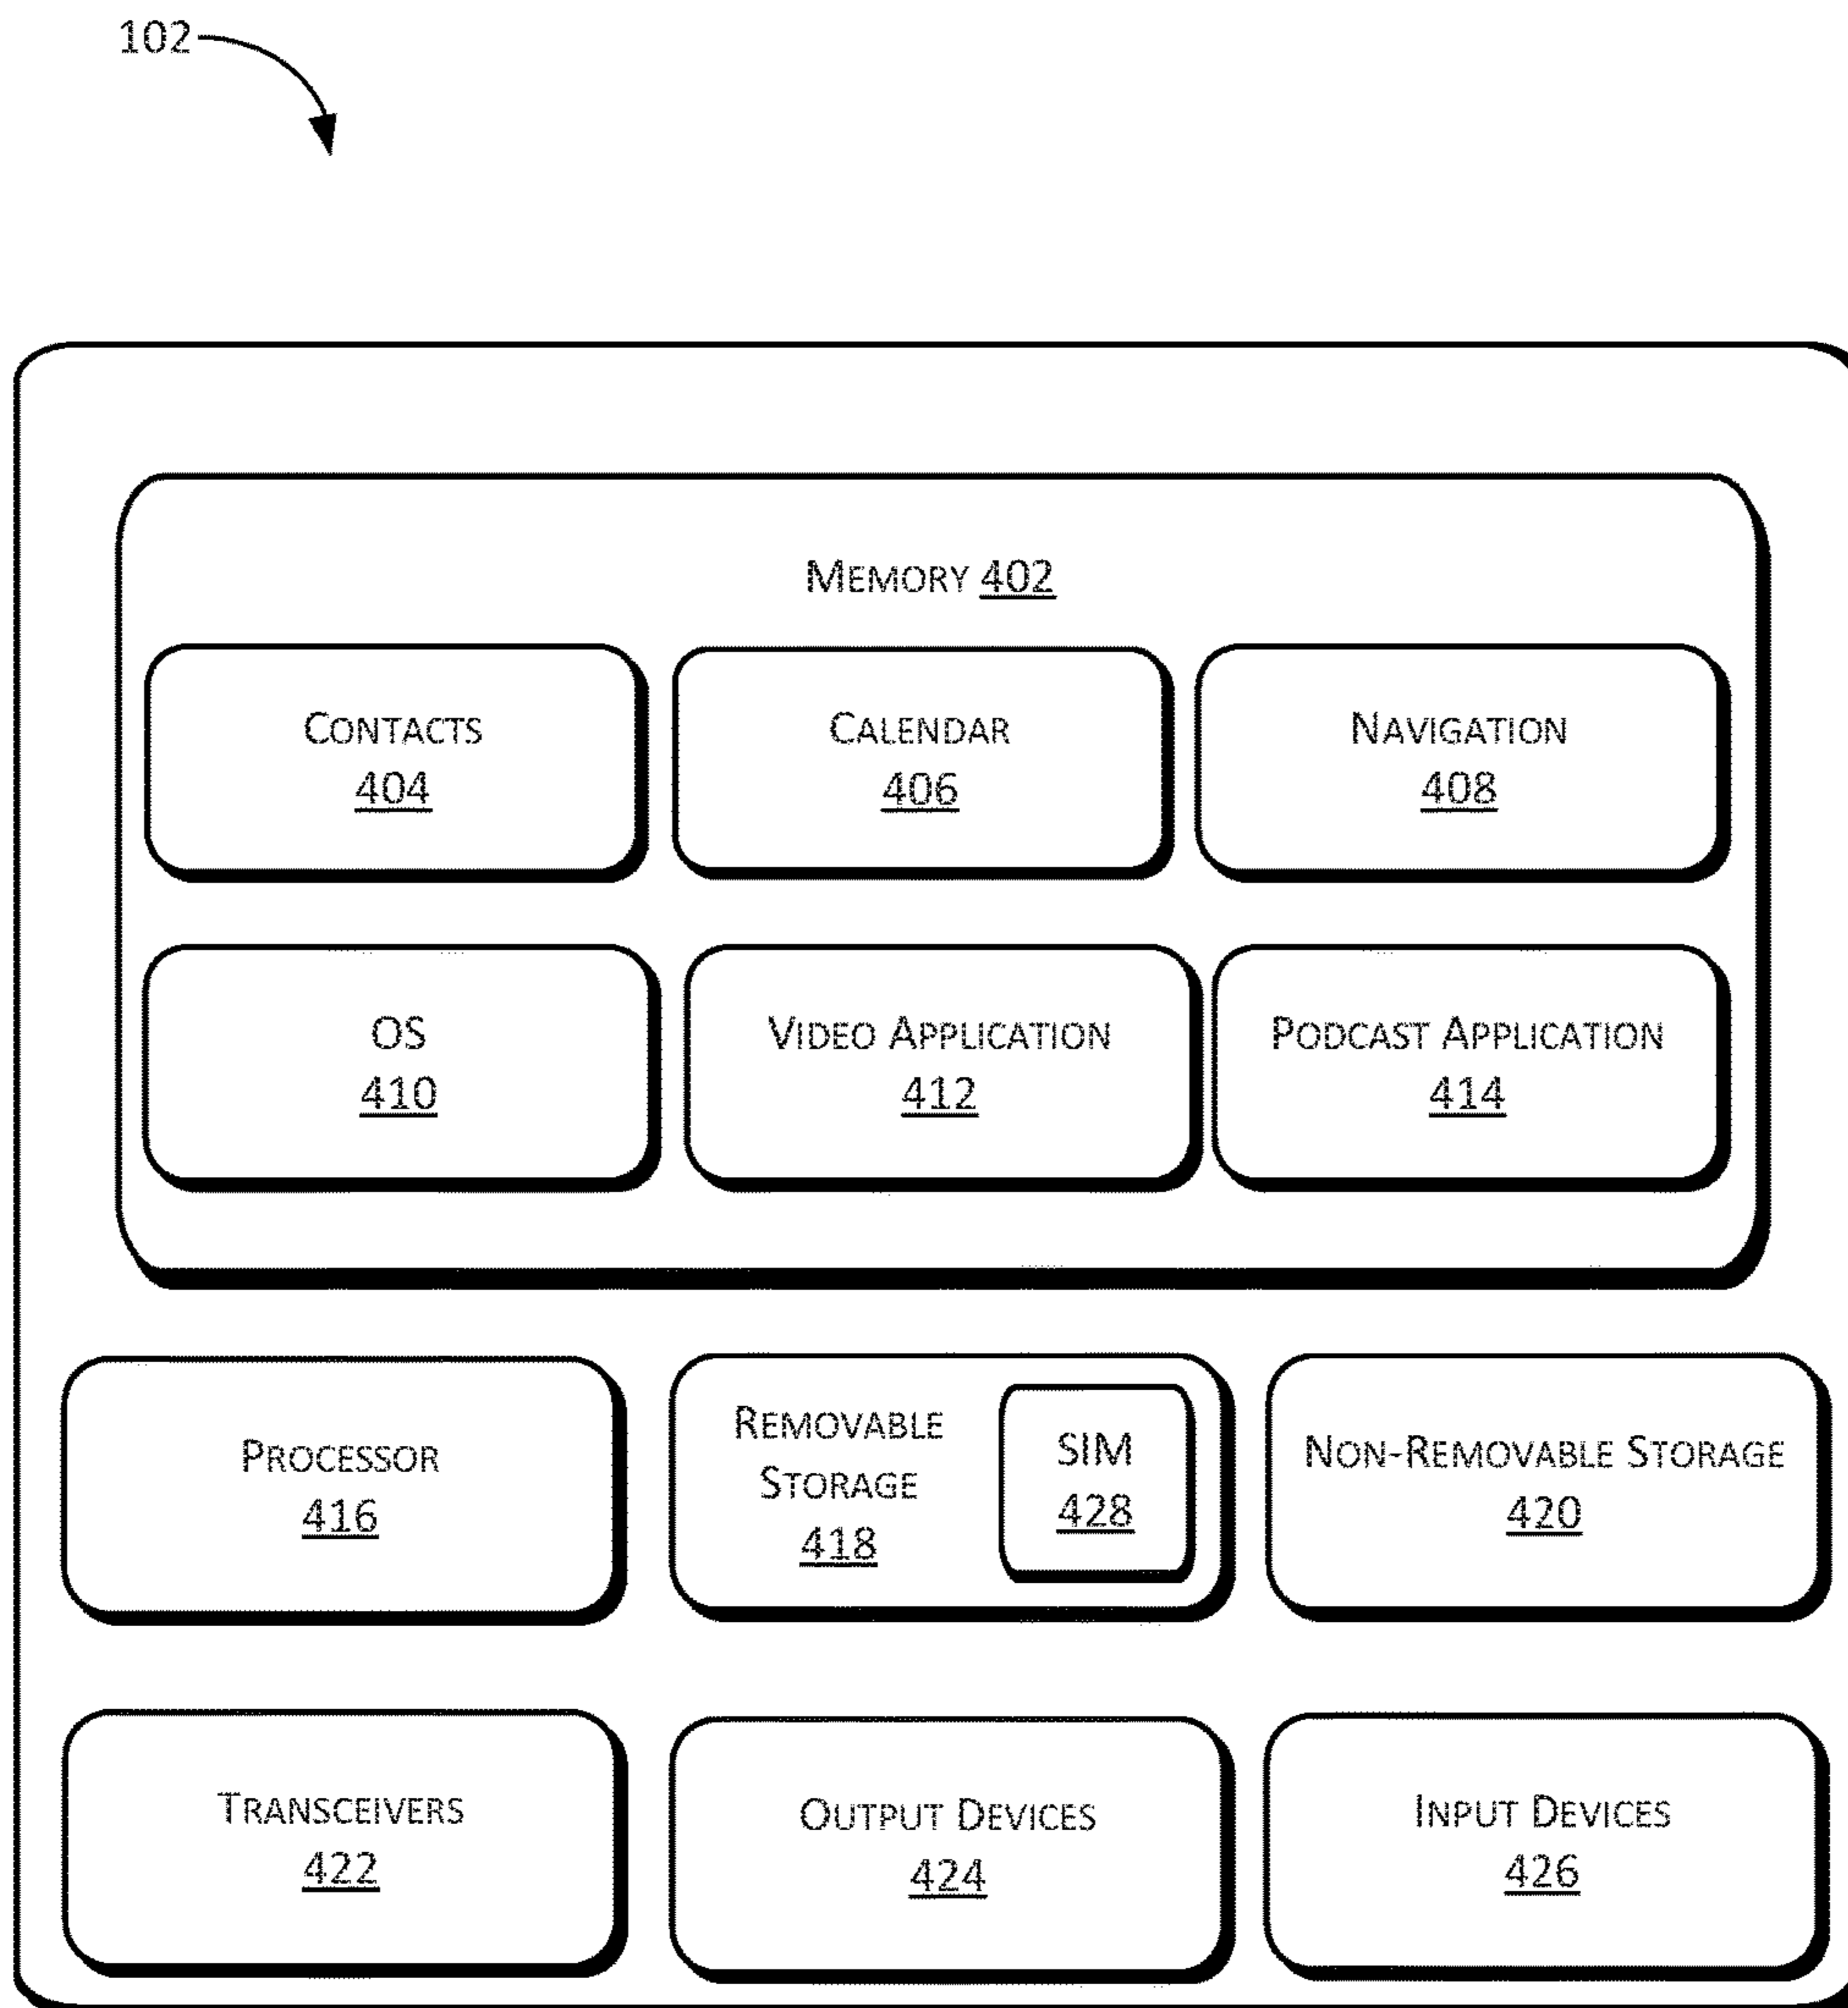 102
MEMORY 402
CONTACTS
404
CALENDAR
406
NAVIGATION
408
OS
410
VIDEO APPLICATION
412
PODCAST APPLICATION
414
PROCESSOR
416
REMOVABLE
STORAGE
418
SIM
428
NON-REMOVABLE STORAGE
420
TRANSCEIVERS
422
OUTPUT DEVICES
424
INPUT DEVICES
426